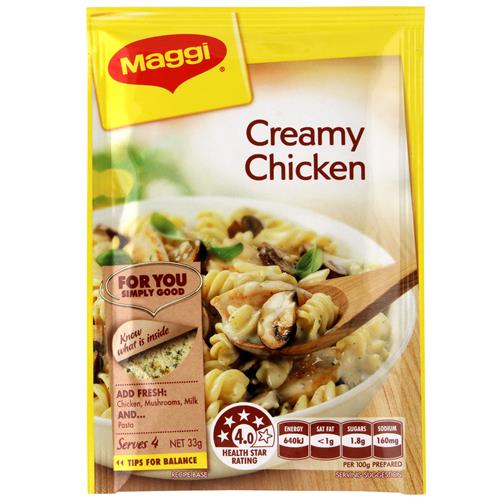 Maggi
®
Creamy
Chicken
FOR YOU
SIMPLY GOOD
Know
what is inside
ADD FRESH:
Chicken, Mushrooms, Milk
AND...
Pasta
Serves 4 NET 33g
TIPS FOR BALANCE
RECIPE BASE
4.0
HEALTH STAR
RATING
ENERGY
640kJ
SAT FAT
<1g
SUGARS
1.8g
SODIUM
160mg
PER 100g PREPARED
SERVING SUGGESTION